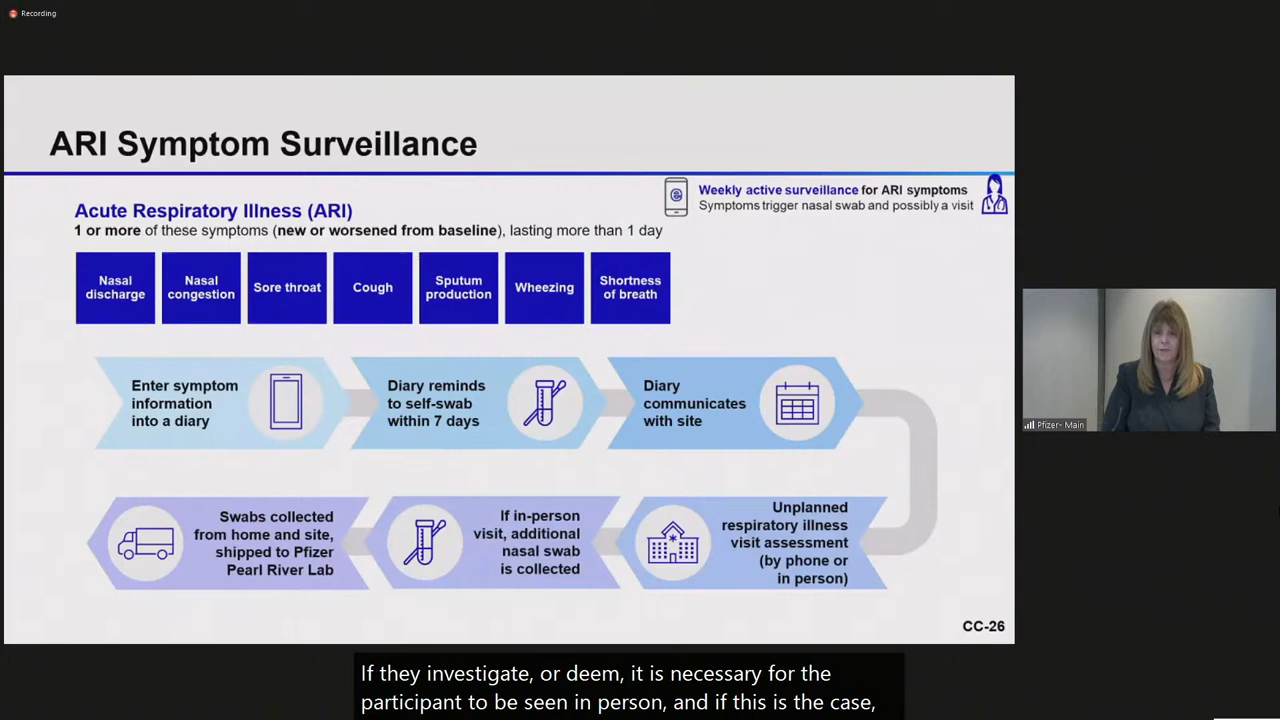 Recording
ARI Symptom Surveillance
Weekly active surveillance for ARI symptoms
Symptoms trigger nasal swab and possibly a visit
Acute Respiratory Illness (ARI)
1 or more of these symptoms (new or worsened from baseline), lasting more than 1 day
Nasal
discharge
Nasal
congestion
Sore throat
Cough
Sputum
production
Wheezing
Shortness
of breath
Enter symptom
information
into a diary
Diary reminds
to self-swab
within 7 days
Diary
communicates
with site
Unplanned
respiratory illness
visit assessment
(by phone or
in person)
If in-person
visit, additional
nasal swab
is collected
Swabs collected
from home and site,
shipped to Pfizer
Pearl River Lab
CC-26
Pfizer- Main
If they investigate, or deem, it is necessary for the
participant to be seen in person, and if this is the case,